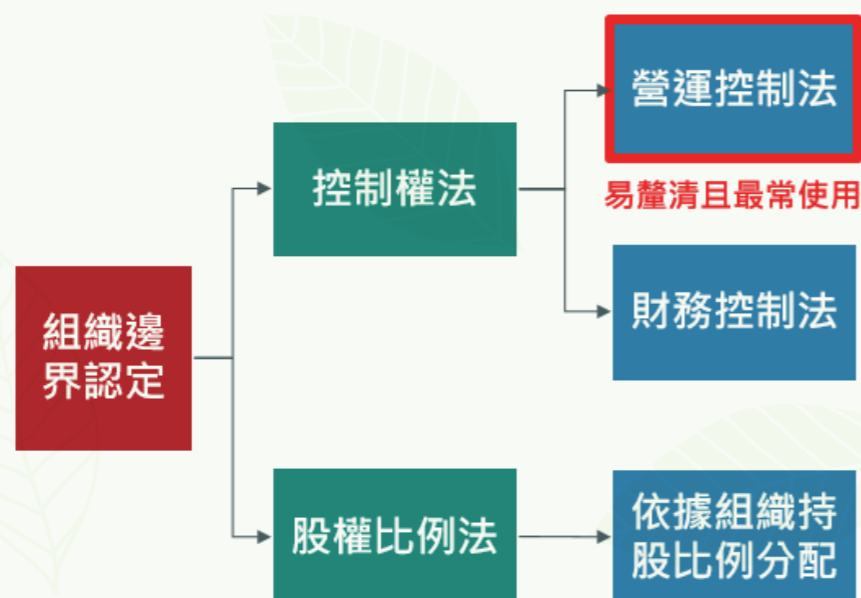 營運控制法
易釐清且最常使用
控制權法
財務控制法
組織邊
界認定
股權比例法
依據組織持
股比例分配